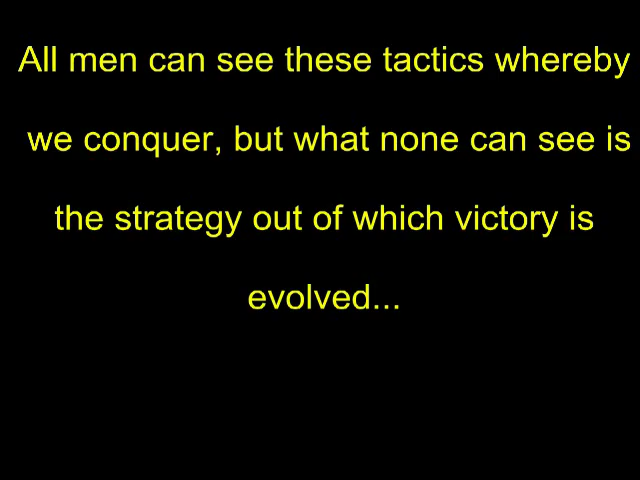 All men can see these tactics whereby
we conquer, but what none can see is
the strategy out of which victory is
evolved...